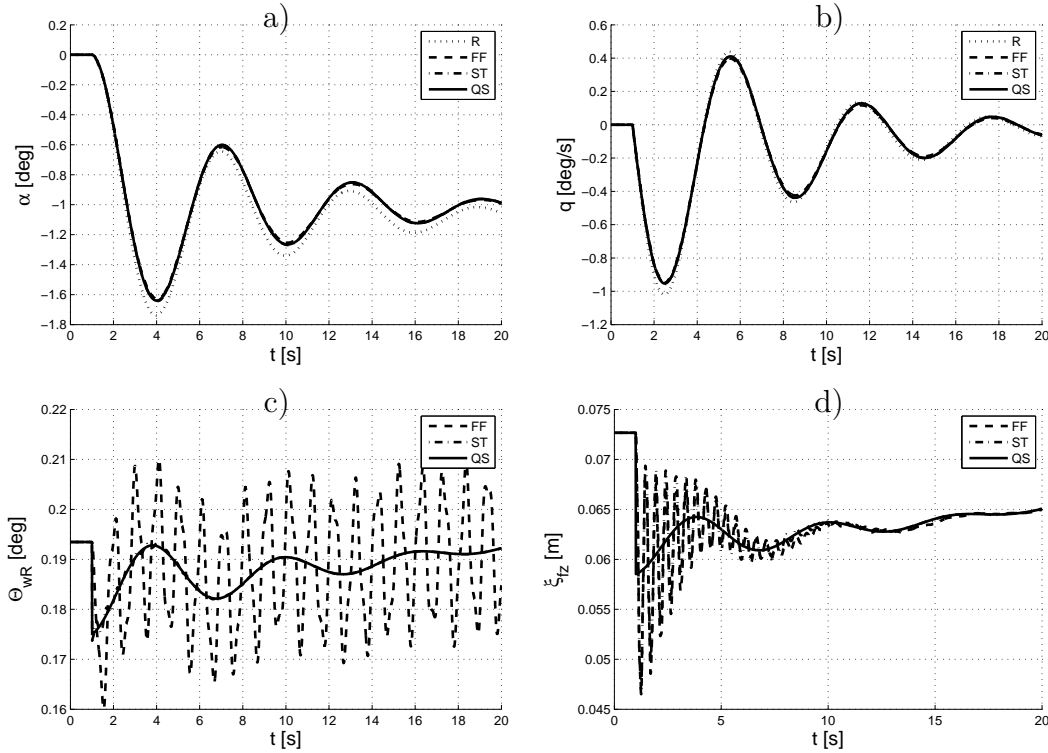 a)
0.2
0
−0.2
−0.4
−0.6
−0.8
−1
−1.2
−1.4
−1.6
−1.8
α [deg]
R
FF
ST
QS
0 2 4 6 8 10 12 14 16 18 20
t [s]
b)
0.6
0.4
0.2
0
−0.2
−0.4
−0.6
−0.8
−1
−1.2
q [deg/s]
R
FF
ST
QS
0 2 4 6 8 10 12 14 16 18 20
t [s]
c)
0.22
0.21
0.2
0.19
0.18
0.17
0.16
ΘwR [deg]
FF
ST
QS
0 2 4 6 8 10 12 14 16 18 20
t [s]
d)
0.075
0.07
0.065
0.06
0.055
0.05
0.045
ξfz [m]
FF
ST
QS
0 5 10 15 20
t [s]